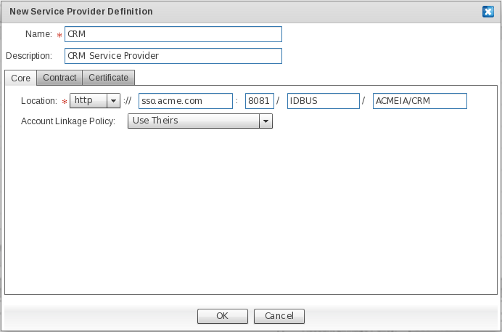 New Service Provider Definition
Name: * CRM
Description: CRM Service Provider
Core Contract Certificate
Location: * http :// sso.acme.com : 8081 / IDBUS / ACMEIA/CRM
Account Linkage Policy: Use Theirs
OK Cancel